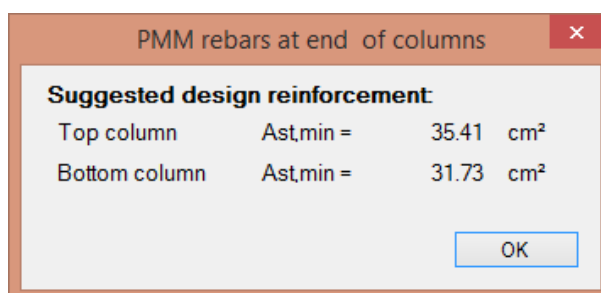 PMM rebars at end of columns
Suggested design reinforcement:
Top column Ast,min = 35.41 cm²
Bottom column Ast,min = 31.73 cm²
OK